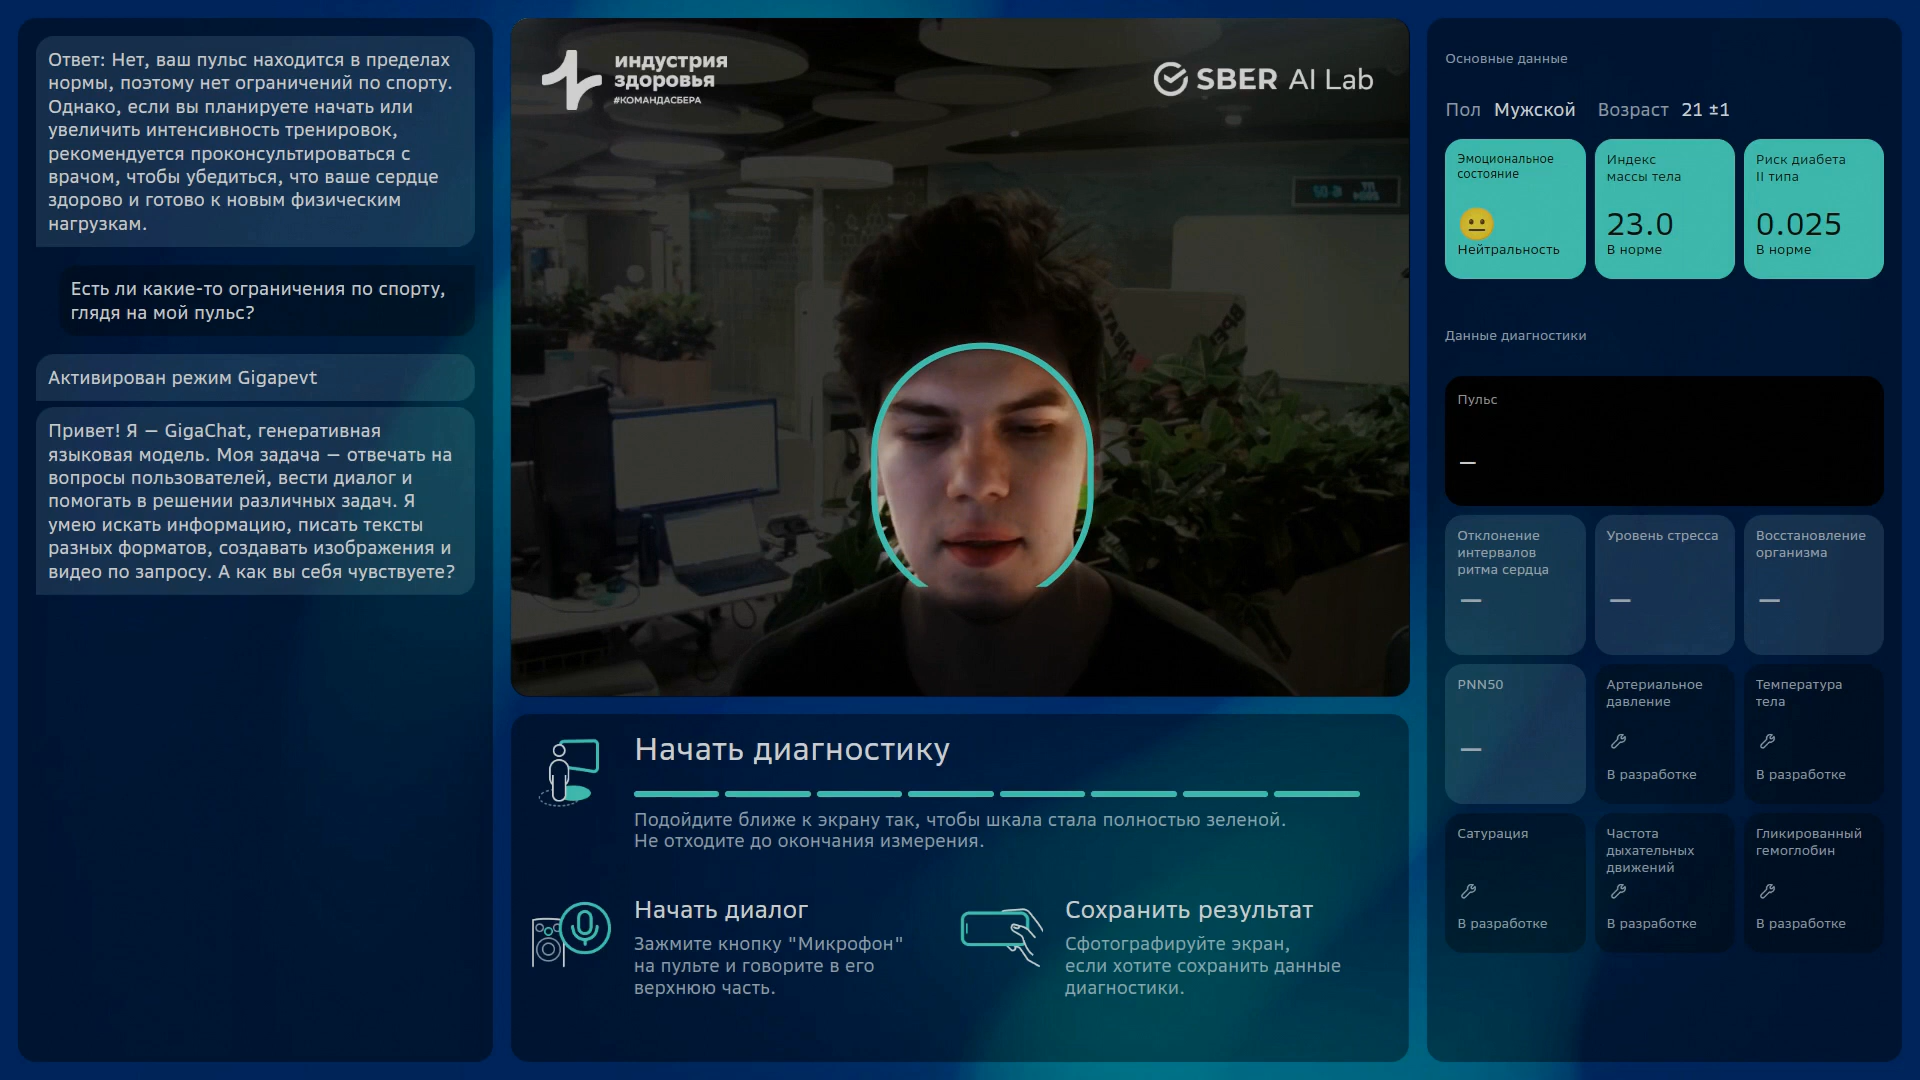 Ответ: Нет, ваш пульс находится в пределах
нормы, поэтому нет ограничений по спорту.
Однако, если вы планируете начать или
увеличить интенсивность тренировок,
рекомендуется проконсультироваться с
врачом, чтобы убедиться, что ваше сердце
здорово и готово к новым физическим
нагрузкам.
Есть ли какие-то ограничения по спорту,
глядя на мой пульс?
Активирован режим Gigapevt
Привет! Я — GigaChat, генеративная
языковая модель. Моя задача — отвечать на
вопросы пользователей, вести диалог и
помогать в решении различных задач. Я
умею искать информацию, писать тексты
разных форматов, создавать изображения и
видео по запросу. А как вы себя чувствуете?
индустрия
здоровья
#КОМАНДАСБЕРА
SBER AI Lab
Начать диагностику
Подойдите ближе к экрану так, чтобы шкала стала полностью зеленой.
Не отходите до окончания измерения.
Начать диалог
Зажмите кнопку "Микрофон"
на пульте и говорите в его
верхнюю часть.
Сохранить результат
Сфотографируйте экран,
если хотите сохранить данные
диагностики.
Основные данные
Пол Мужской Возраст 21 ±1
Эмоциональное
состояние
Нейтральность
Индекс
массы тела
23.0
В норме
Риск диабета
II типа
0.025
В норме
Данные диагностики
Пульс
—
Отклонение
интервалов
ритма сердца
—
Уровень стресса
—
Восстановление
организма
—
PNN50
—
Артериальное
давление
В разработке
Температура
тела
В разработке
Сатурация
В разработке
Частота
дыхательных
движений
В разработке
Гликированный
гемоглобин
В разработке